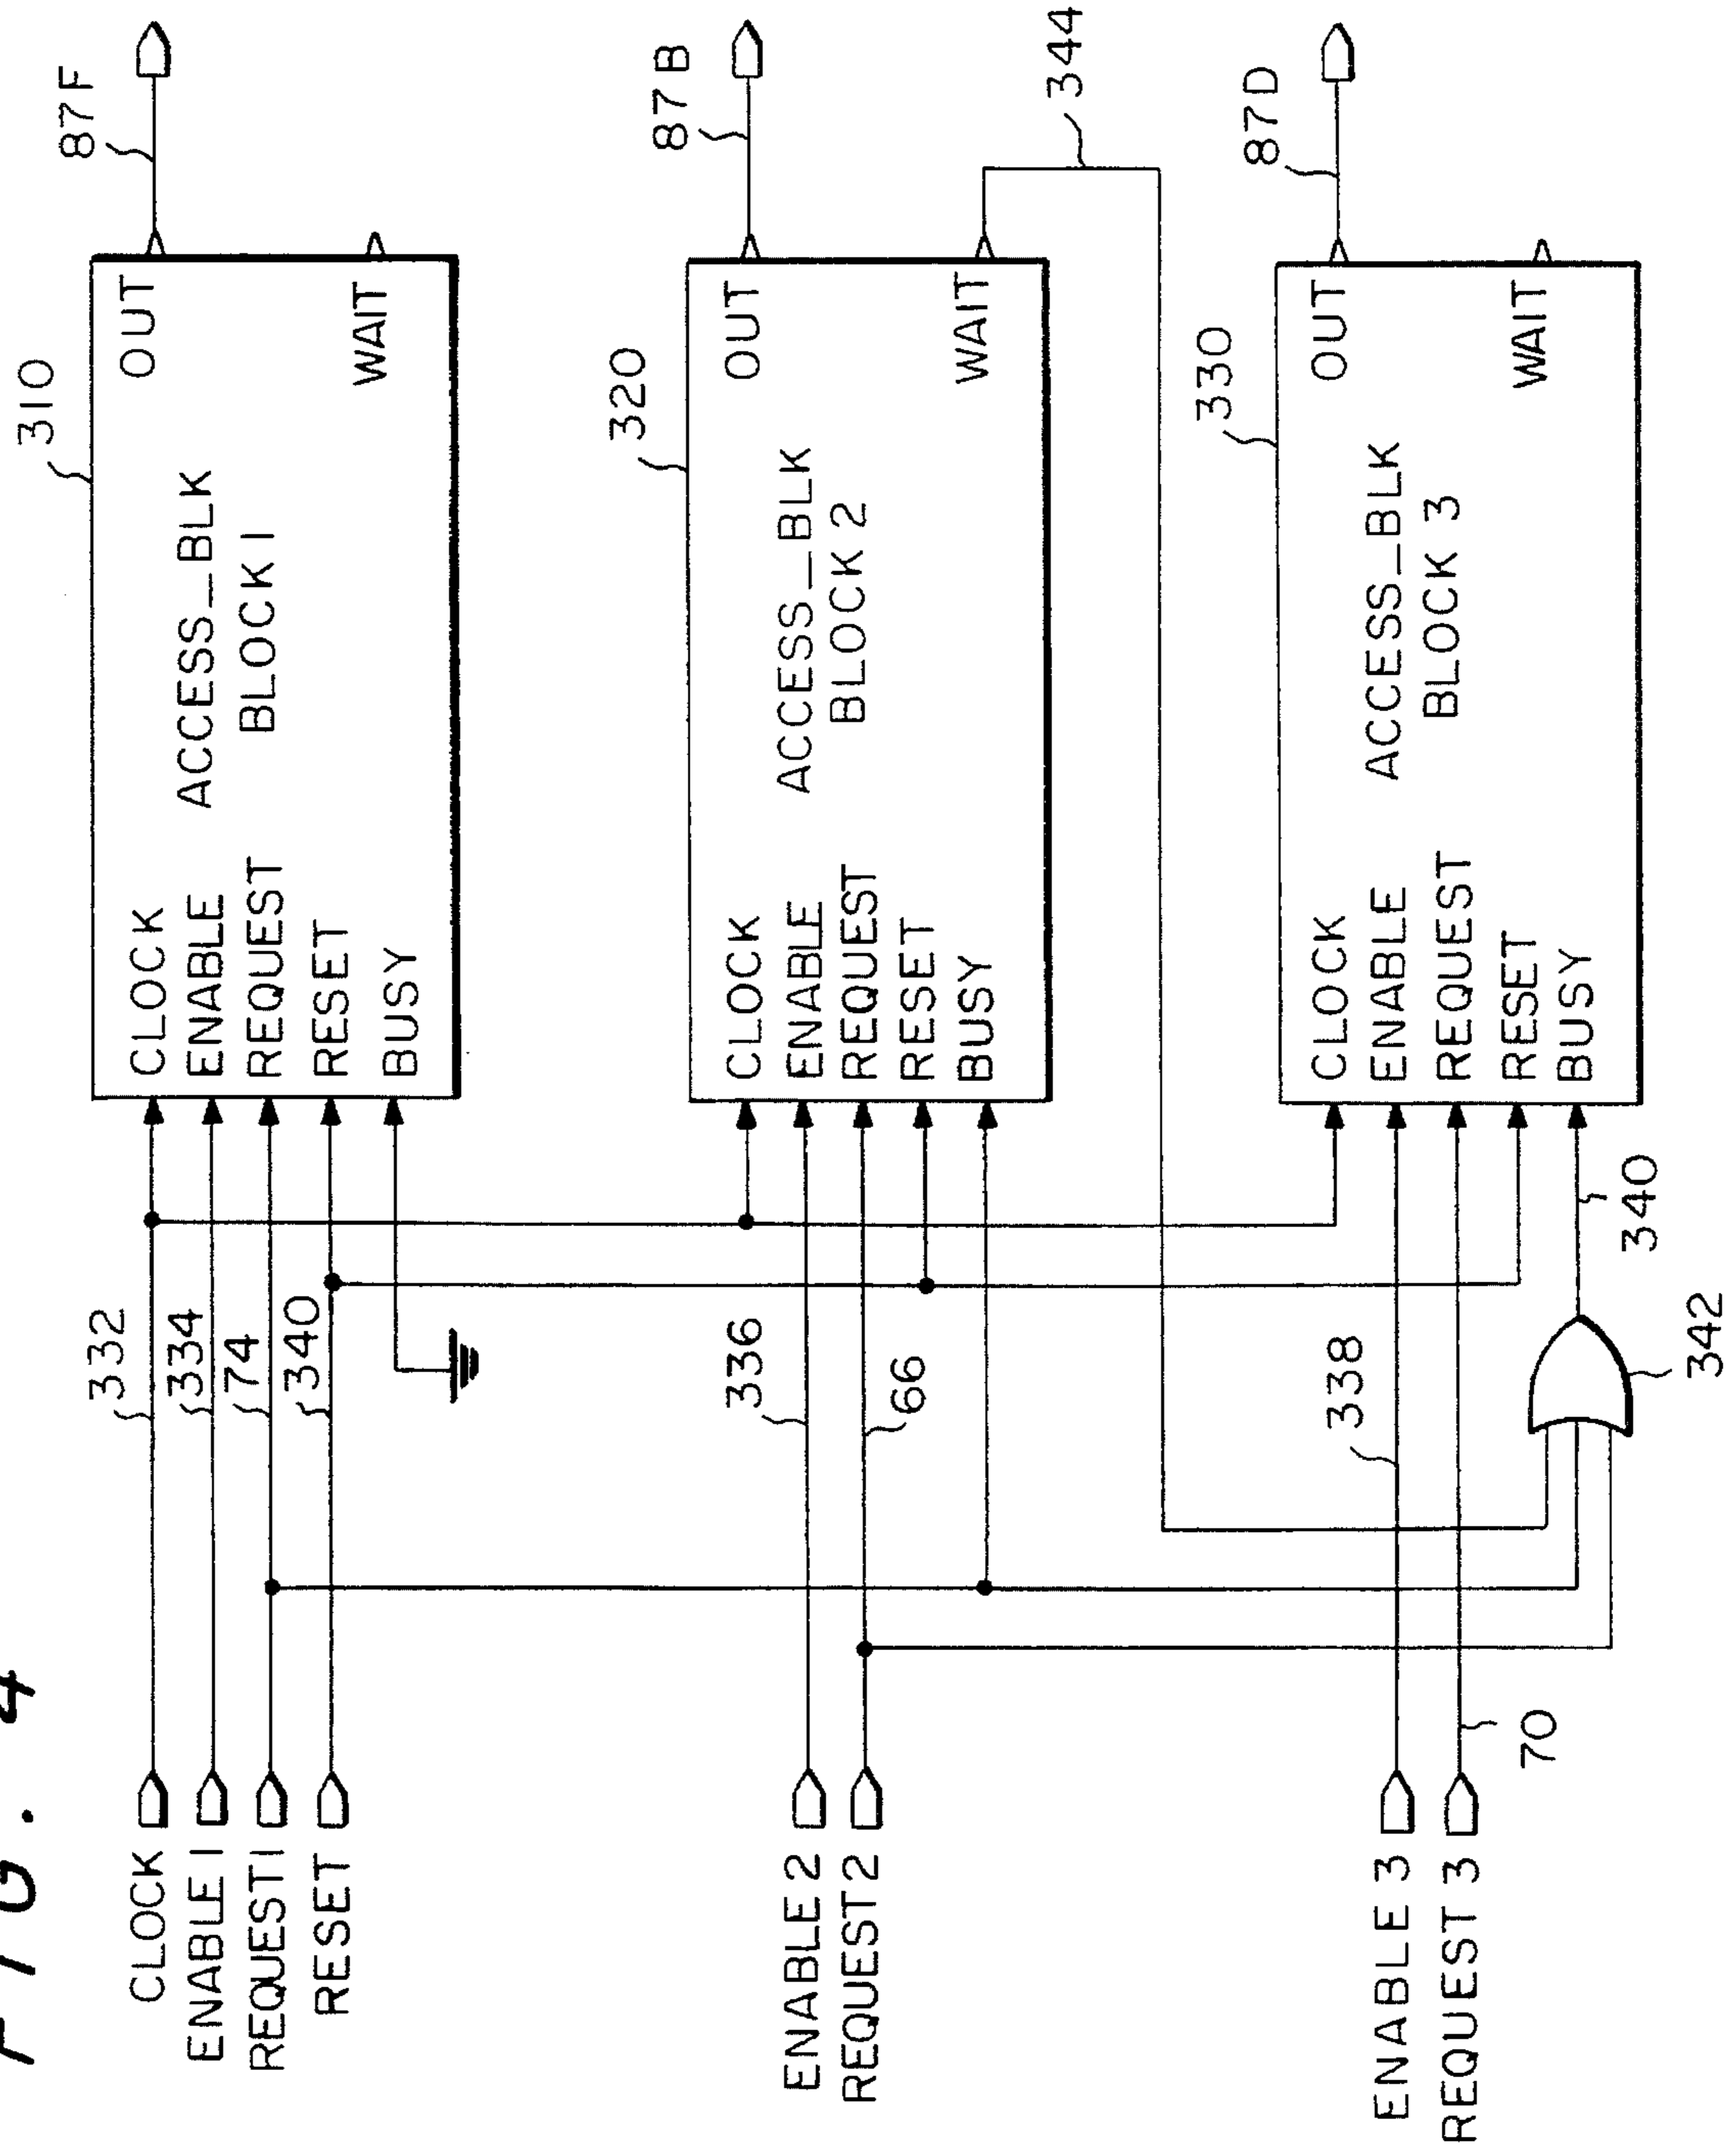 FIG. 4
310
CLOCK
ENABLE 1
REQUEST 1
RESET
332
334
74
340
CLOCK
ENABLE
REQUEST
RESET
BUSY
ACCESS_BLK
BLOCK 1
OUT
WAIT
87F
320
ENABLE 2
REQUEST 2
336
66
CLOCK
ENABLE
REQUEST
RESET
BUSY
ACCESS_BLK
BLOCK 2
OUT
WAIT
87B
344
330
ENABLE 3
REQUEST 3
338
70
342
340
CLOCK
ENABLE
REQUEST
RESET
BUSY
ACCESS_BLK
BLOCK 3
OUT
WAIT
87D